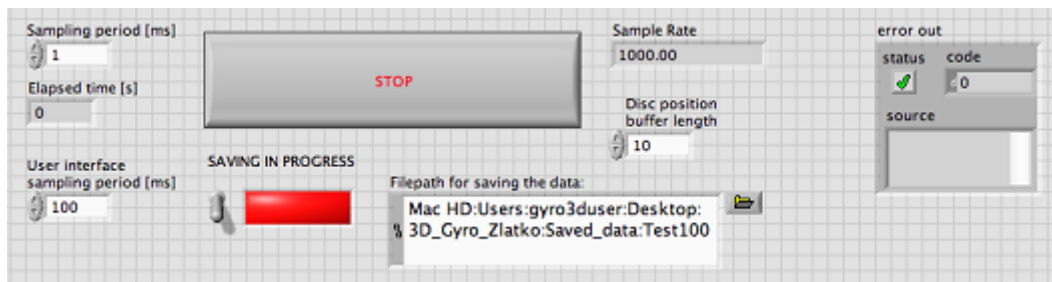 Sampling period [ms]
1
Elapsed time [s]
0
User interface
sampling period [ms]
100
STOP
SAVING IN PROGRESS
Filepath for saving the data:
Mac HD:Users:gyro3duser:Desktop:
3D_Gyro_Zlatko:Saved_data:Test100
Sample Rate
1000.00
Disc position
buffer length
10
error out
status code
0
source